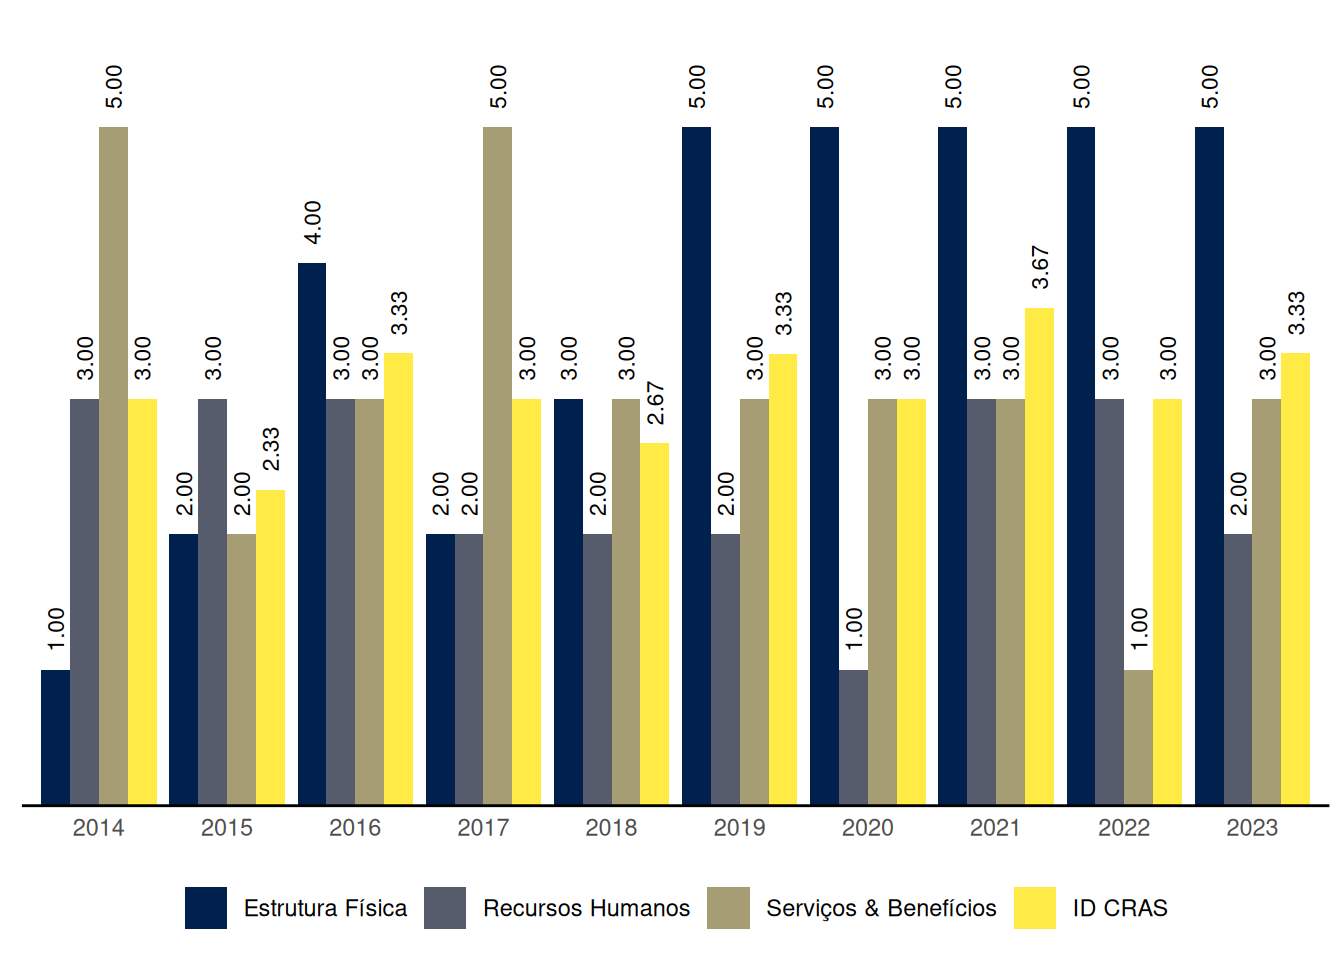 5.00 5.00 5.00 5.00 5.00 5.00 5.00
4.00
3.67
3.33 3.33 3.33
3.00 3.00 3.00 3.00 3.00 3.00 3.00 3.00 3.00 3.00 3.00 3.00 3.00 3.00 3.00 3.00
2.67
2.33
2.00 2.00 2.00 2.00 2.00 2.00 2.00
1.00 1.00 1.00
2014 2015 2016 2017 2018 2019 2020 2021 2022 2023
Estrutura Física Recursos Humanos Serviços & Benefícios ID CRAS